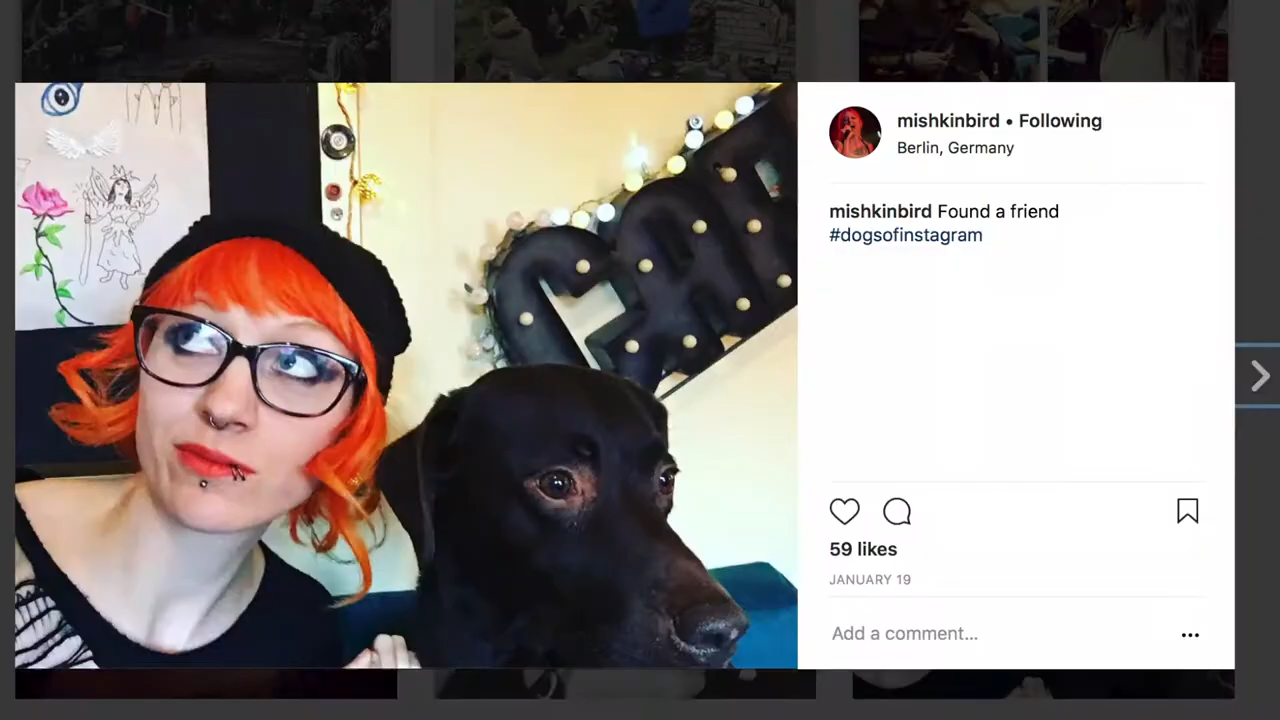 mishkinbird • Following
Berlin, Germany
mishkinbird Found a friend
#dogsofinstagram
59 likes
JANUARY 19
Add a comment...